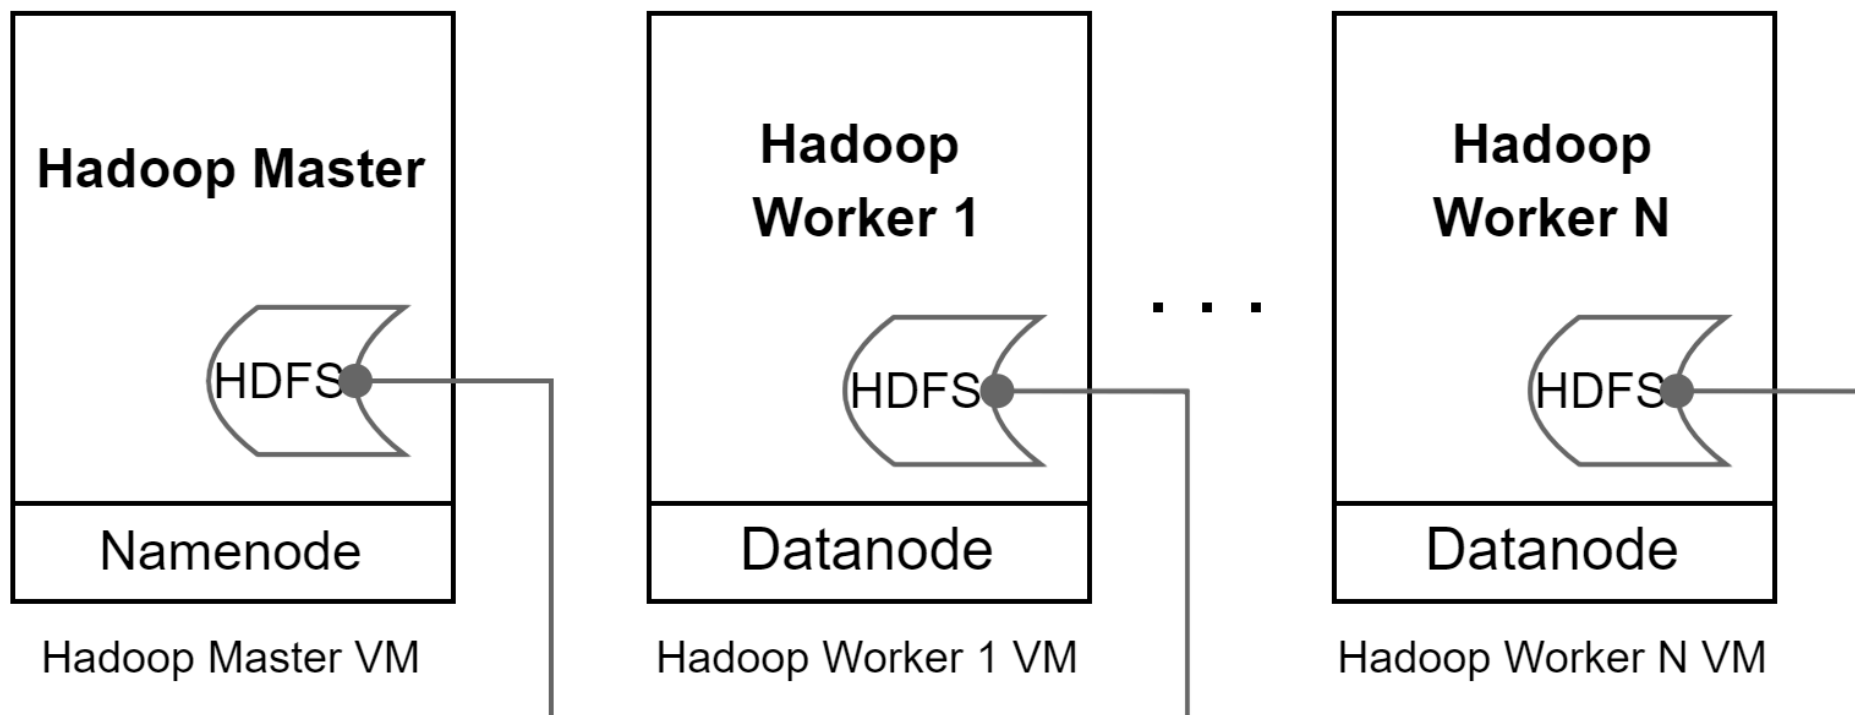 Hadoop Master
HDFS
Namenode
Hadoop Master VM
Hadoop
Worker 1
HDFS
Datanode
Hadoop Worker 1 VM
. . .
Hadoop
Worker N
HDFS
Datanode
Hadoop Worker N VM